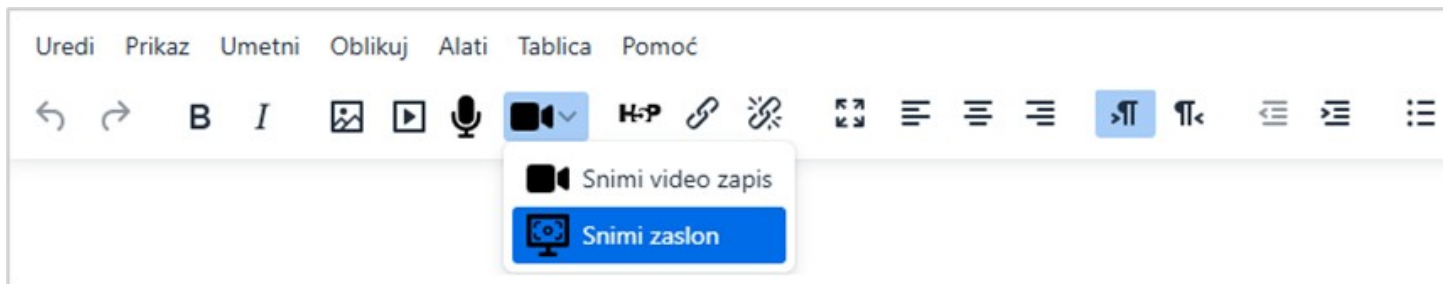 Uredi Prikaz Umetni Oblikuj Alati Tablica Pomoć
B I H5P
Snimi video zapis
Snimi zaslon